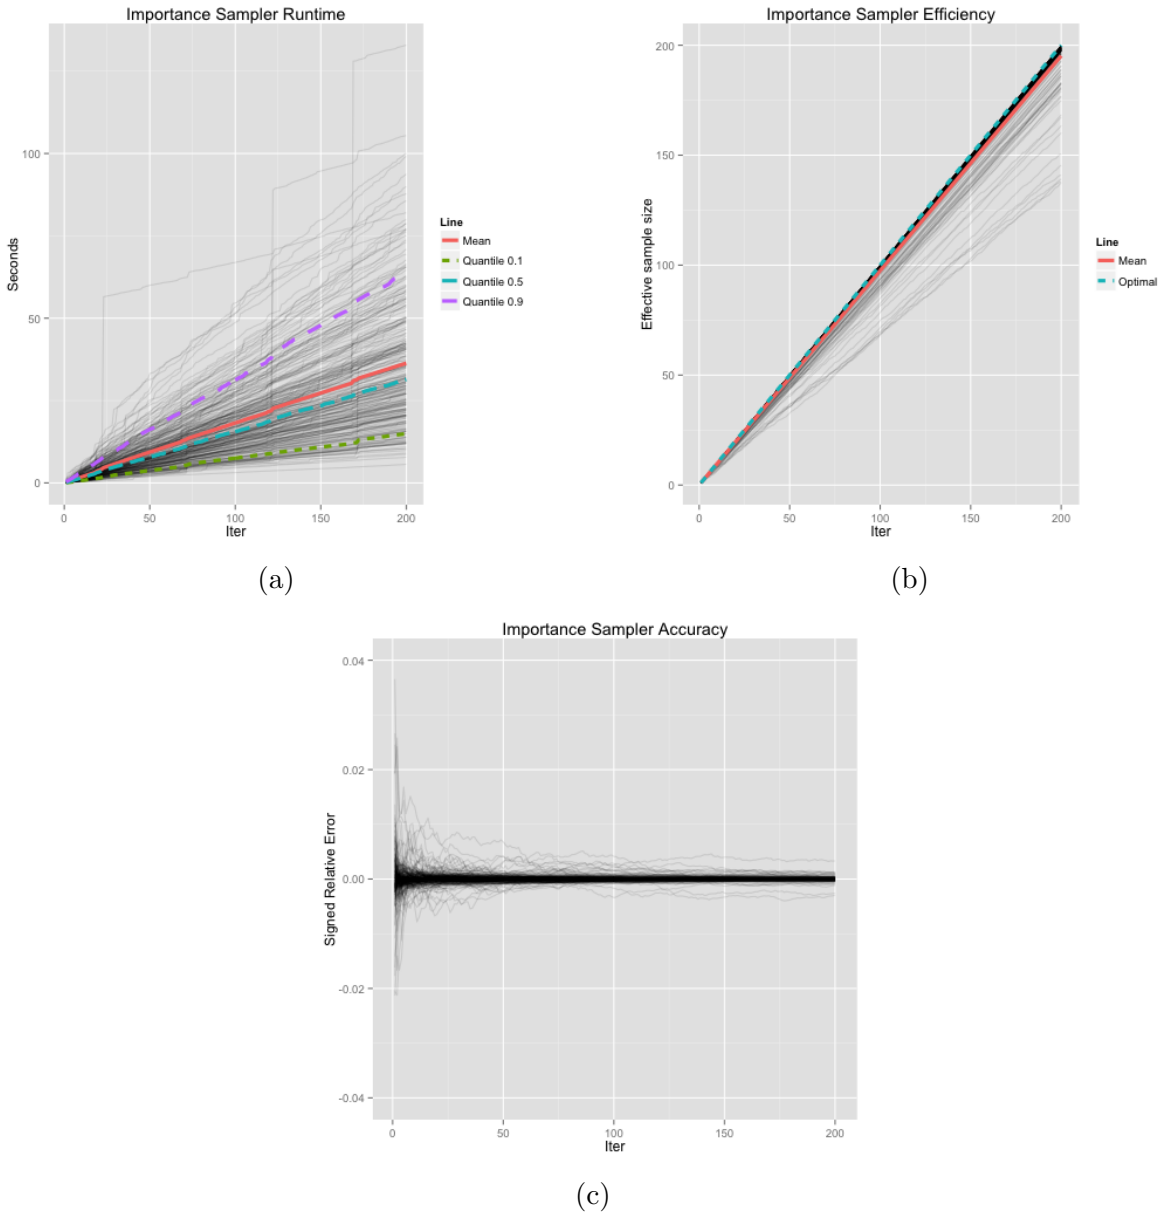 Importance Sampler Runtime
Seconds
100
50
0
0 50 100 150 200
Iter
Line
Mean
Quantile 0.1
Quantile 0.5
Quantile 0.9
(a)
Importance Sampler Efficiency
Effective sample size
200
150
100
50
0
0 50 100 150 200
Iter
Line
Mean
Optimal
(b)
Importance Sampler Accuracy
Signed Relative Error
0.04
0.02
0.00
-0.02
-0.04
0 50 100 150 200
Iter
(c)